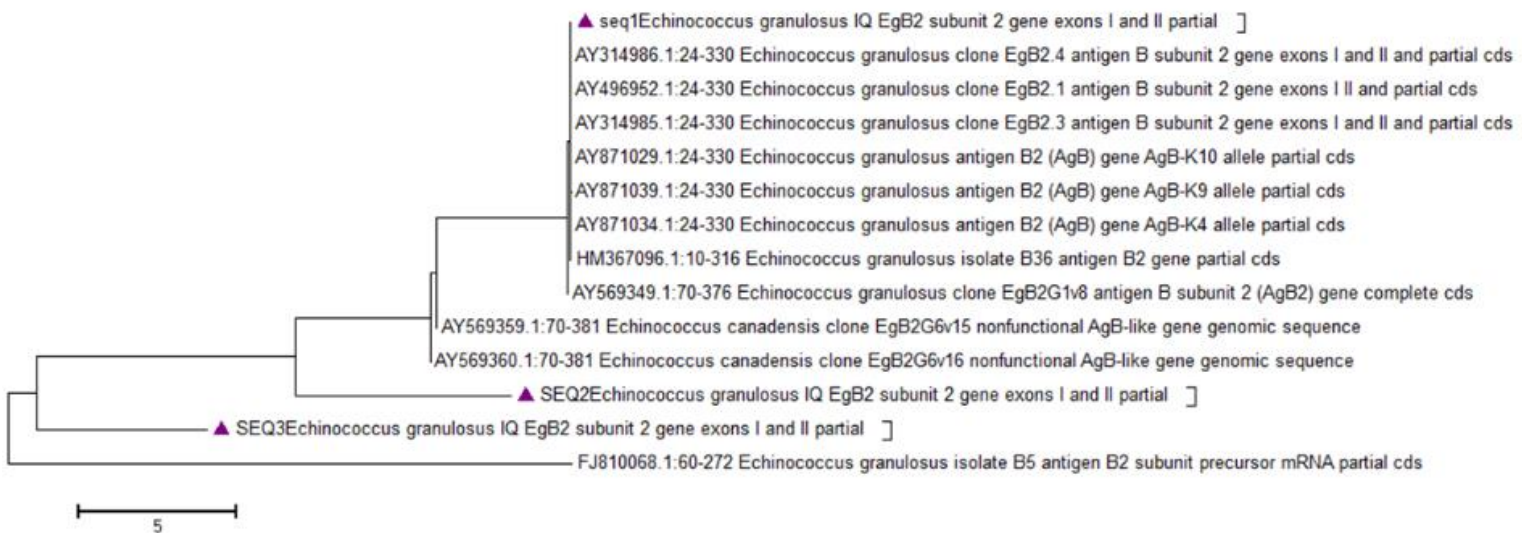 seq1Echinococcus granulosus IQ EgB2 subunit 2 gene exons I and II partial
AY314986.1:24-330 Echinococcus granulosus clone EgB2.4 antigen B subunit 2 gene exons I and II and partial cds
AY496952.1:24-330 Echinococcus granulosus clone EgB2.1 antigen B subunit 2 gene exons I II and partial cds
AY314985.1:24-330 Echinococcus granulosus clone EgB2.3 antigen B subunit 2 gene exons I and II and partial cds
AY871029.1:24-330 Echinococcus granulosus antigen B2 (AgB) gene AgB-K10 allele partial cds
AY871039.1:24-330 Echinococcus granulosus antigen B2 (AgB) gene AgB-K9 allele partial cds
AY871034.1:24-330 Echinococcus granulosus antigen B2 (AgB) gene AgB-K4 allele partial cds
HM367096.1:10-316 Echinococcus granulosus isolate B36 antigen B2 gene partial cds
AY569349.1:70-376 Echinococcus granulosus clone EgB2G1v8 antigen B subunit 2 (AgB2) gene complete cds
AY569359.1:70-381 Echinococcus canadensis clone EgB2G6v15 nonfunctional AgB-like gene genomic sequence
AY569360.1:70-381 Echinococcus canadensis clone EgB2G6v16 nonfunctional AgB-like gene genomic sequence
SEQ2Echinococcus granulosus IQ EgB2 subunit 2 gene exons I and II partial
SEQ3Echinococcus granulosus IQ EgB2 subunit 2 gene exons I and II partial
FJ810068.1:60-272 Echinococcus granulosus isolate B5 antigen B2 subunit precursor mRNA partial cds
5